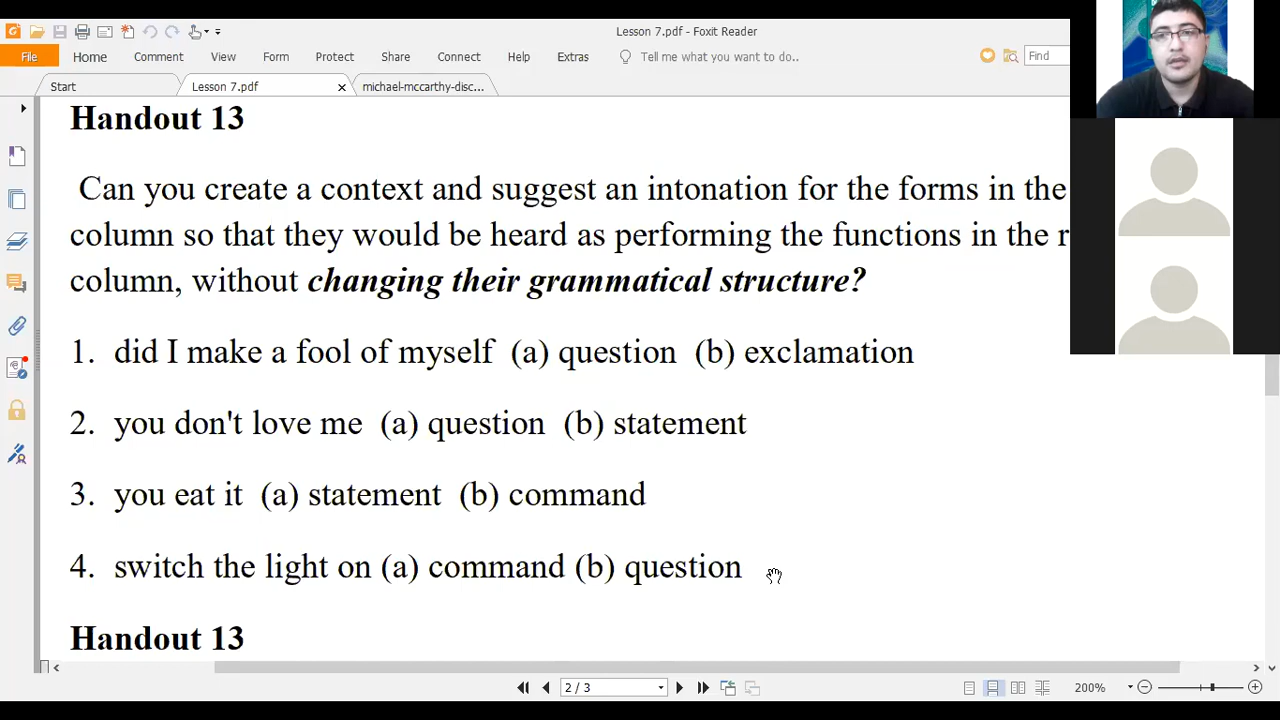 Lesson 7.pdf - Foxit Reader
File Home Comment View Form Protect Share Connect Help Extras Tell me what you want to do.. Find
Start Lesson 7.pdf michael-mccarthy-disc...
Handout 13
Can you create a context and suggest an intonation for the forms in the
column so that they would be heard as performing the functions in the r
column, without changing their grammatical structure?
1. did I make a fool of myself (a) question (b) exclamation
2. you don't love me (a) question (b) statement
3. you eat it (a) statement (b) command
4. switch the light on (a) command (b) question
Handout 13
2 / 3 200%